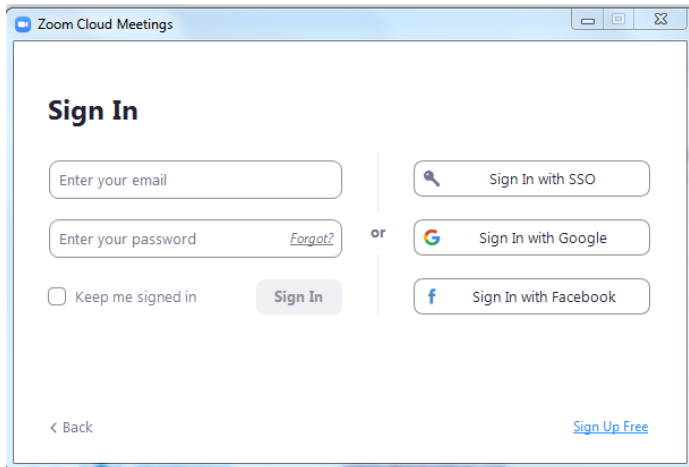 Zoom Cloud Meetings
Sign In
Enter your email
Enter your password Forgot?
Keep me signed in Sign In
or
Sign In with SSO
Sign In with Google
Sign In with Facebook
< Back
Sign Up Free